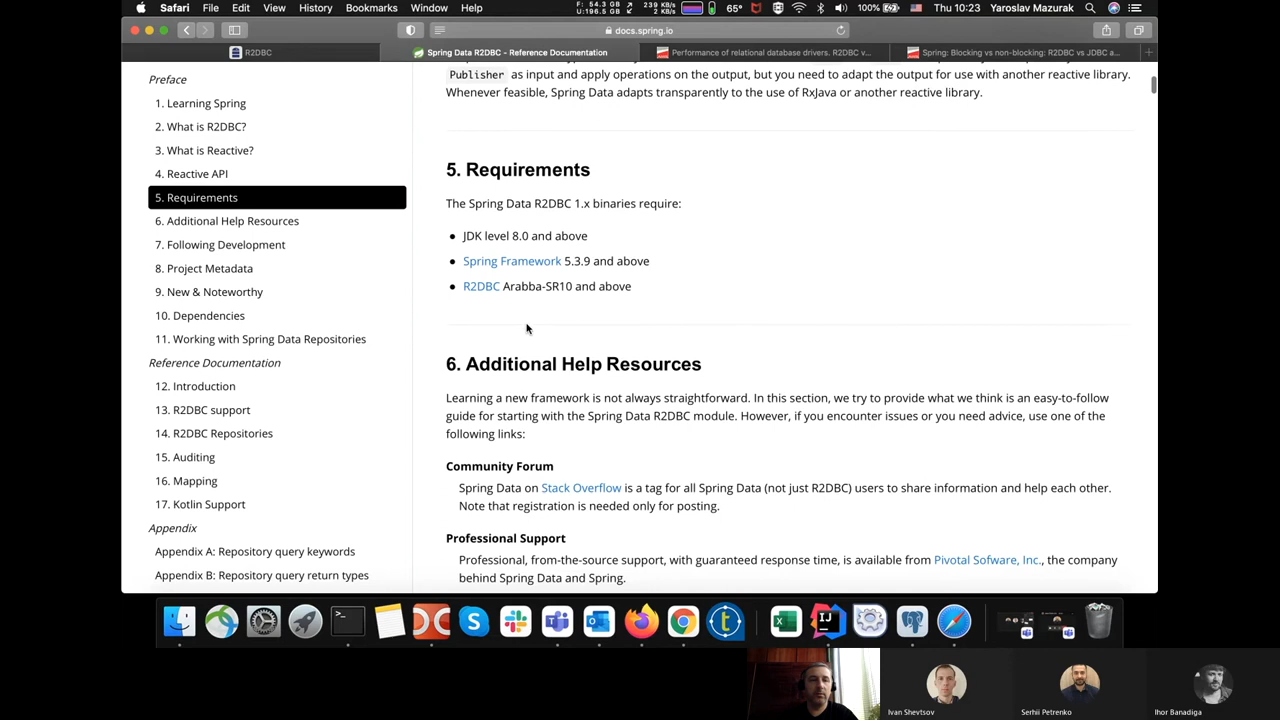 Safari File Edit View History Bookmarks Window Help
F: 54.3 G
U:196.5 G
239 KB/s
2 KB/s
65° 100% Thu 10:23 Yaroslav Mazurak
docs.spring.io
R2DBC
Spring Data R2DBC - Reference Documentation
Performance of relational database drivers. R2DBC v...
Spring: Blocking vs non-blocking: R2DBC vs JDBC a...
Preface
1. Learning Spring
2. What is R2DBC?
3. What is Reactive?
4. Reactive API
5. Requirements
6. Additional Help Resources
7. Following Development
8. Project Metadata
9. New & Noteworthy
10. Dependencies
11. Working with Spring Data Repositories
Reference Documentation
12. Introduction
13. R2DBC support
14. R2DBC Repositories
15. Auditing
16. Mapping
17. Kotlin Support
Appendix
Appendix A: Repository query keywords
Appendix B: Repository query return types
Publisher as input and apply operations on the output, but you need to adapt the output for use with another reactive library.
Whenever feasible, Spring Data adapts transparently to the use of RxJava or another reactive library.
5. Requirements
The Spring Data R2DBC 1.x binaries require:
• JDK level 8.0 and above
• Spring Framework 5.3.9 and above
• R2DBC Arabba-SR10 and above
6. Additional Help Resources
Learning a new framework is not always straightforward. In this section, we try to provide what we think is an easy-to-follow
guide for starting with the Spring Data R2DBC module. However, if you encounter issues or you need advice, use one of the
following links:
Community Forum
Spring Data on Stack Overflow is a tag for all Spring Data (not just R2DBC) users to share information and help each other.
Note that registration is needed only for posting.
Professional Support
Professional, from-the-source support, with guaranteed response time, is available from Pivotal Sofware, Inc., the company
behind Spring Data and Spring.
Ivan Shevtsov
Serhii Petrenko
Ihor Banadiga